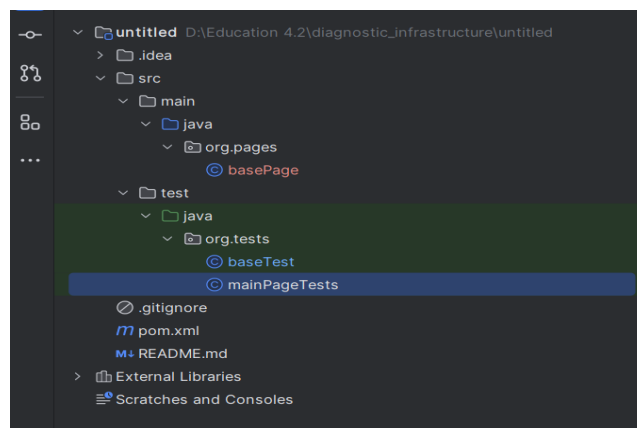 untitled D:\Education 4.2\diagnostic_infrastructure\untitled
.idea
src
main
java
org.pages
basePage
test
java
org.tests
baseTest
mainPageTests
.gitignore
pom.xml
README.md
External Libraries
Scratches and Consoles